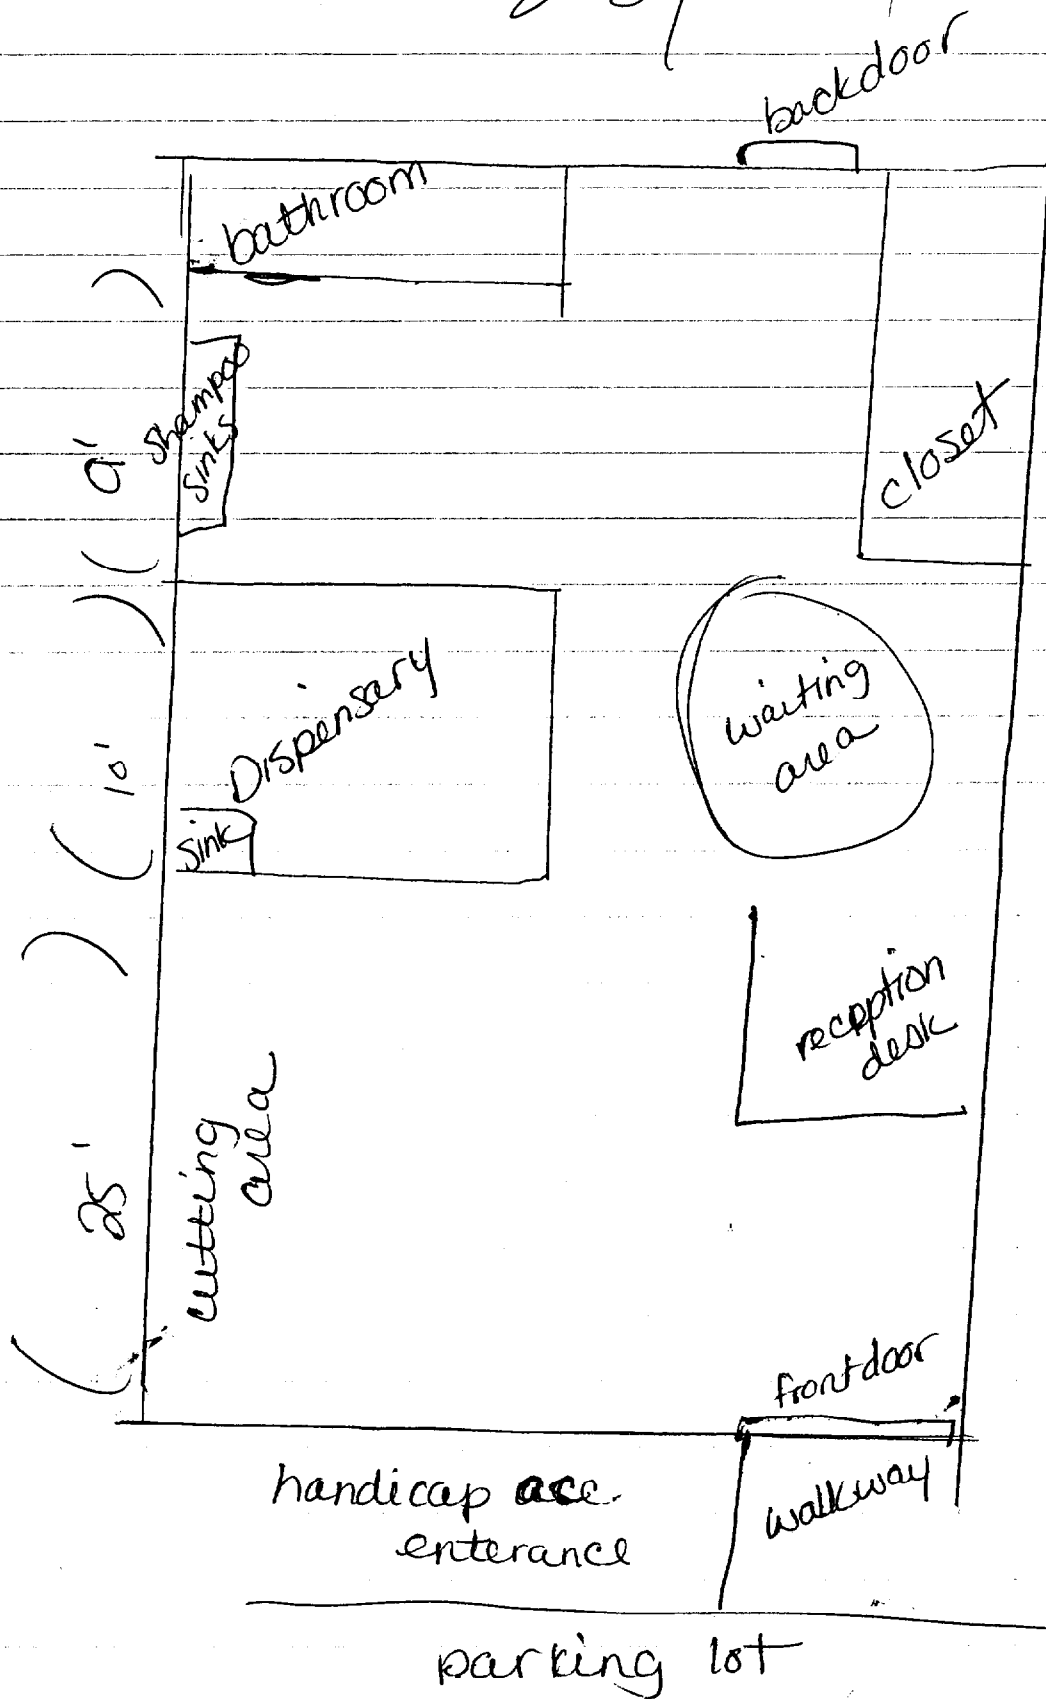 backdoor
bathroom
Shampoo
sinks
9'
closet
Dispensary
waiting
area
10'
sink
reception
desk
cutting
area
25'
frontdoor
handicap acc.
enterance
walkway
parking lot